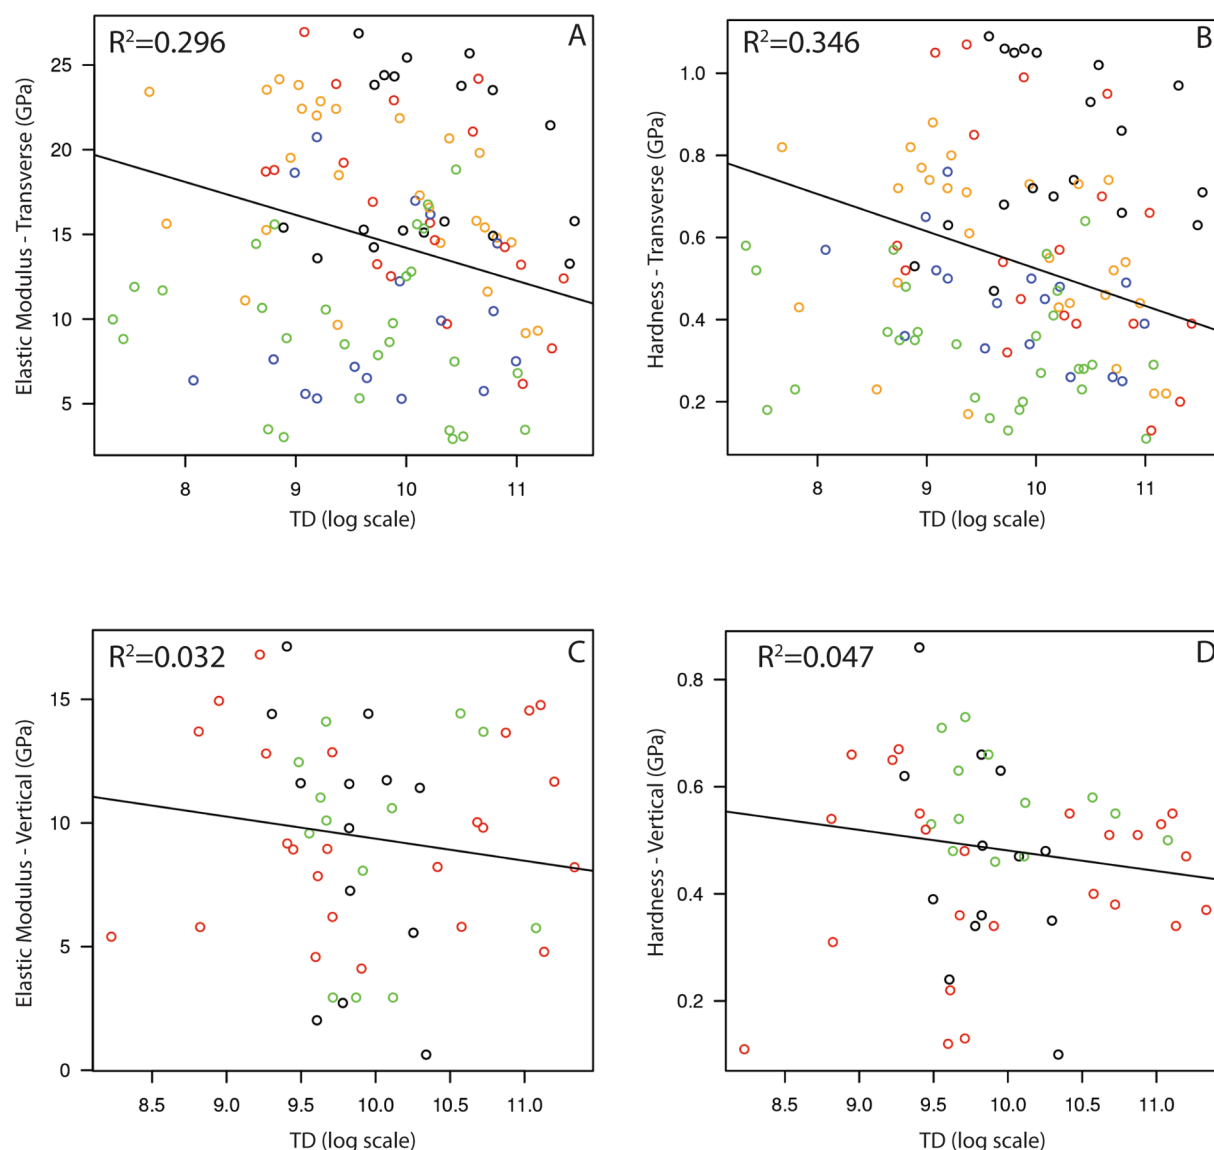 R²=0.296
A
Elastic Modulus - Transverse (GPa)
25
20
15
10
5
8 9 10 11
TD (log scale)
R²=0.346
B
Hardness - Transverse (GPa)
1.0
0.8
0.6
0.4
0.2
8 9 10 11
TD (log scale)
R²=0.032
C
Elastic Modulus - Vertical (GPa)
15
10
5
0
8.5 9.0 9.5 10.0 10.5 11.0
TD (log scale)
R²=0.047
D
Hardness - Vertical (GPa)
0.8
0.6
0.4
0.2
8.5 9.0 9.5 10.0 10.5 11.0
TD (log scale)